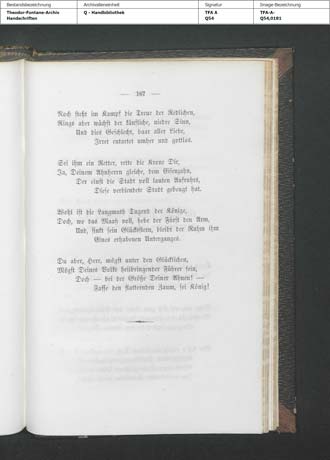 Bestandsbezeichnung
Theodor-Fontane-Archiv
Handschriften
Archivalieneinheit
Q - Handbibliothek
Signatur
TFA A
Q54
Image-Bezeichnung
TFA-A-
Q54,0181
— 167 —
Noch steht im Kampf die Treue der Redlichen,
Rings aber wächst der käufliche, niedre Sinn,
Und dies Geschlecht, baar aller Liebe,
Irret entartet umher und gottlos.
Sei ihm ein Retter, rette die Krone Dir,
Ja, Deinem Ahnherrn gleiche, dem Eisenzahn,
Der einst die Stadt voll lauten Aufruhrs,
Diese verblendete Stadt gebeugt hat.
Wohl ist die Langmuth Tugend der Könige,
Doch, wo das Maaß voll, hebe der Fürst den Arm,
Und, sinkt sein Glücksstern, bleibt der Ruhm ihm
Eines erhabenen Unterganges.
Du aber, Herr, mögst unter den Glücklichen,
Mögst Deines Volks heilbringender Führer sein,
Doch — bei der Größe Deiner Ahnen! —
Fasse den flatternden Zaum, sei König!